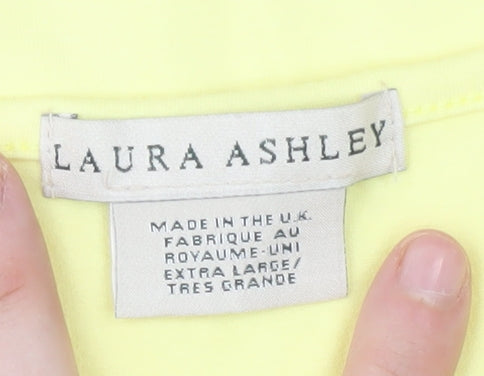 LAURA ASHLEY
MADE IN THE U.K.
FABRIQUE AU
ROYAUME-UNI
EXTRA LARGE/
TRES GRANDE